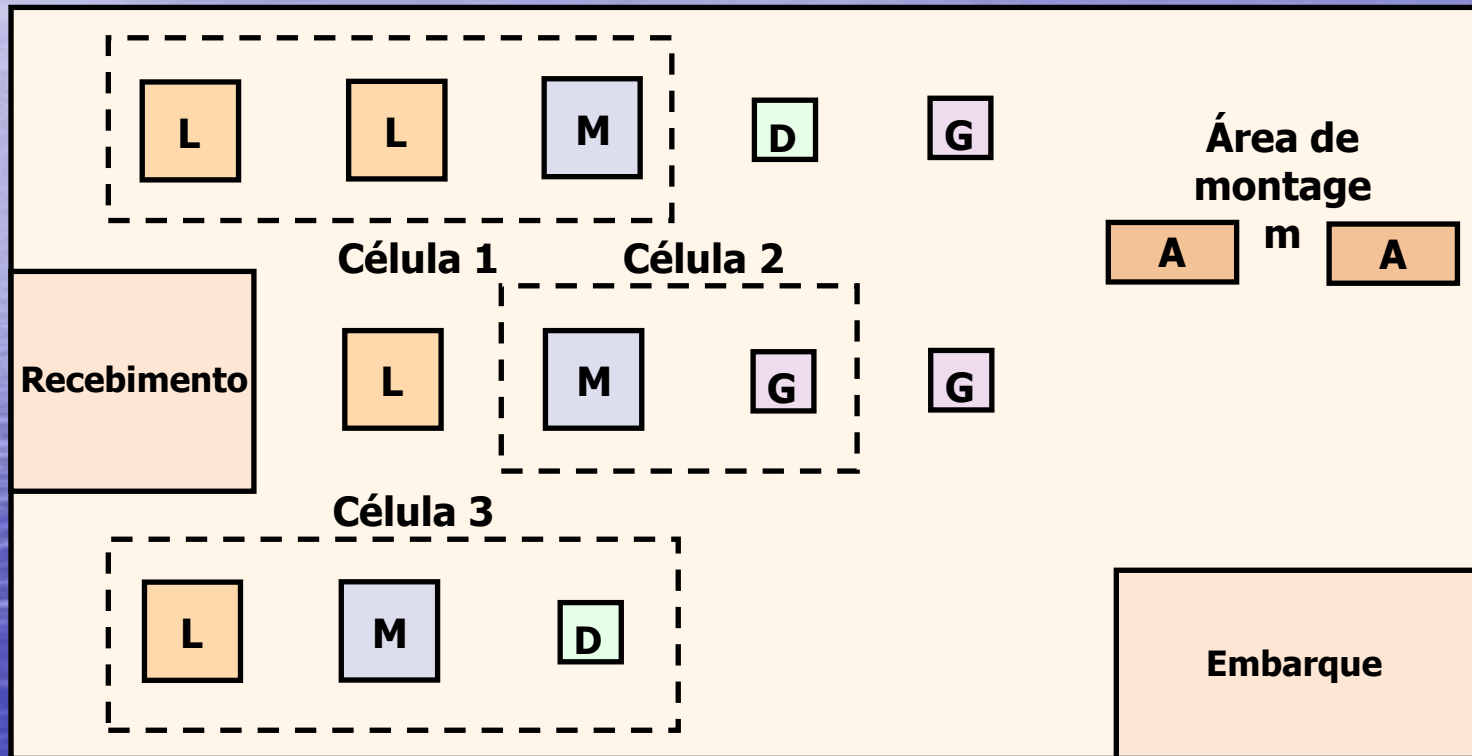 L L M D G
Área de
montage
m
A A
Célula 1 Célula 2
Recebimento
L M G G
Célula 3
L M D
Embarque